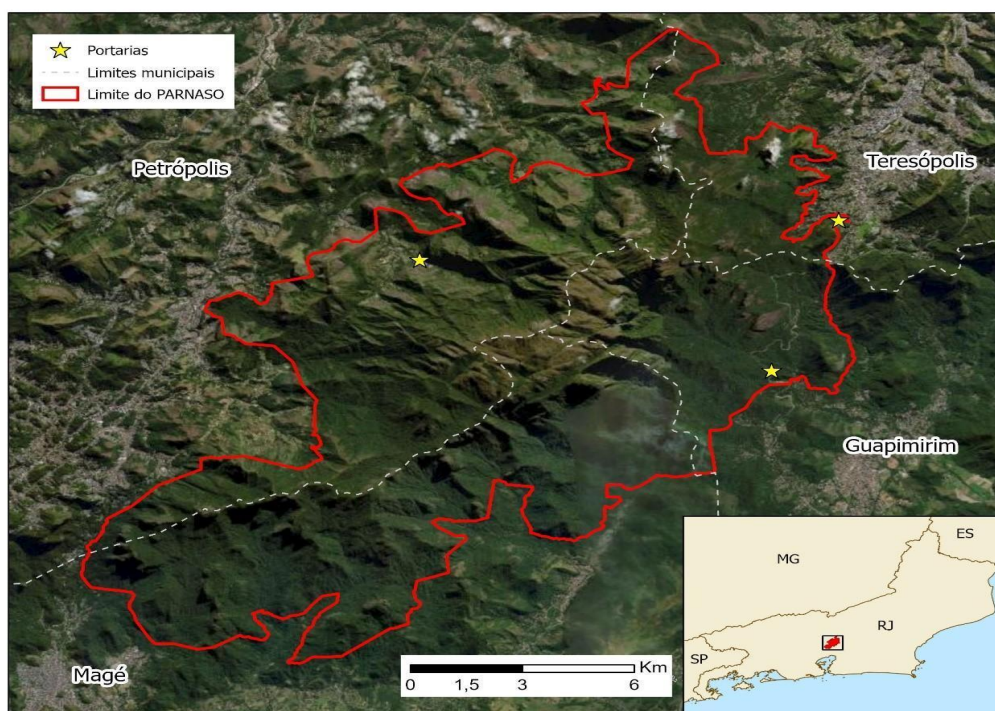 Portarias
Limites municipais
Limite do PARNASO
Petrópolis
Teresópolis
Guapimirim
Magé
Km
0 1,5 3 6
ES
MG
RJ
SP